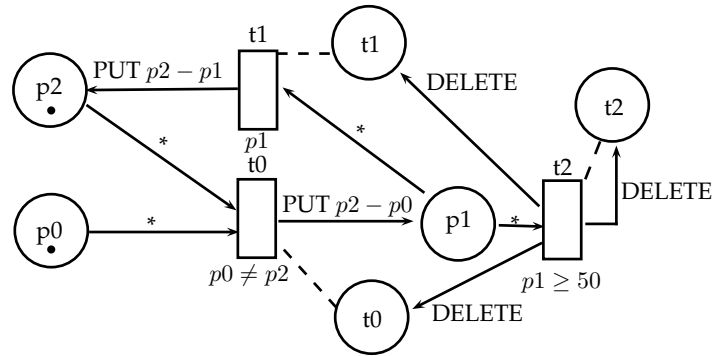 t1
t1
PUT p2 − p1
DELETE
p2
t2
*
*
p1
t0
t2
DELETE
PUT p2 − p0
p0
*
p1
*
p0 ≠ p2
p1 ≥ 50
DELETE
t0